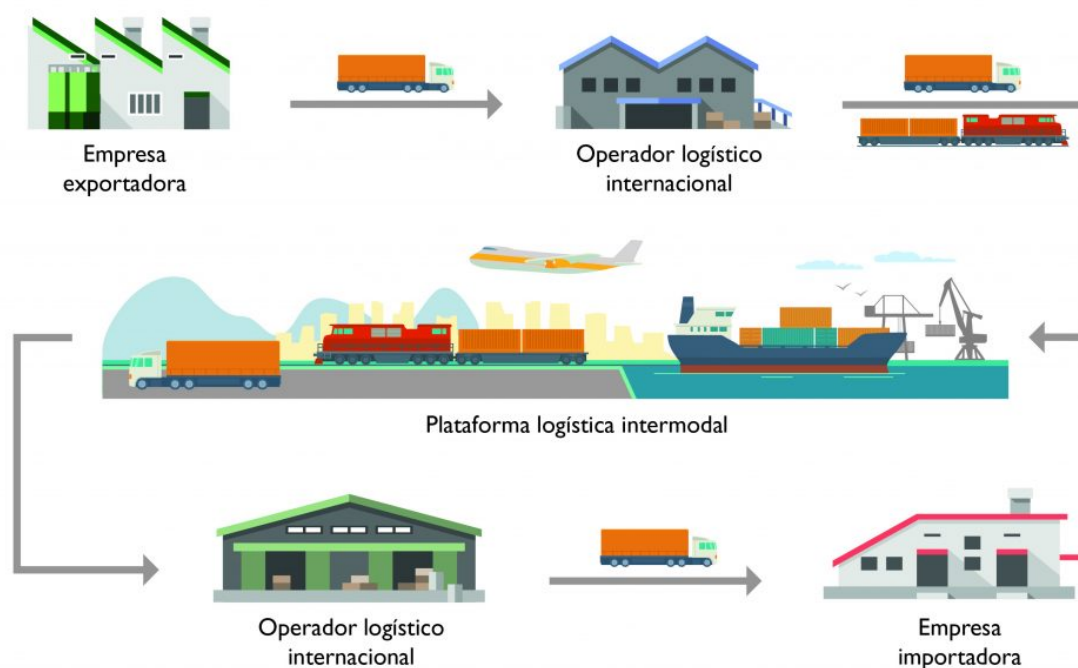 Empresa
exportadora
Operador logístico
internacional
Plataforma logística intermodal
Operador logístico
internacional
Empresa
importadora